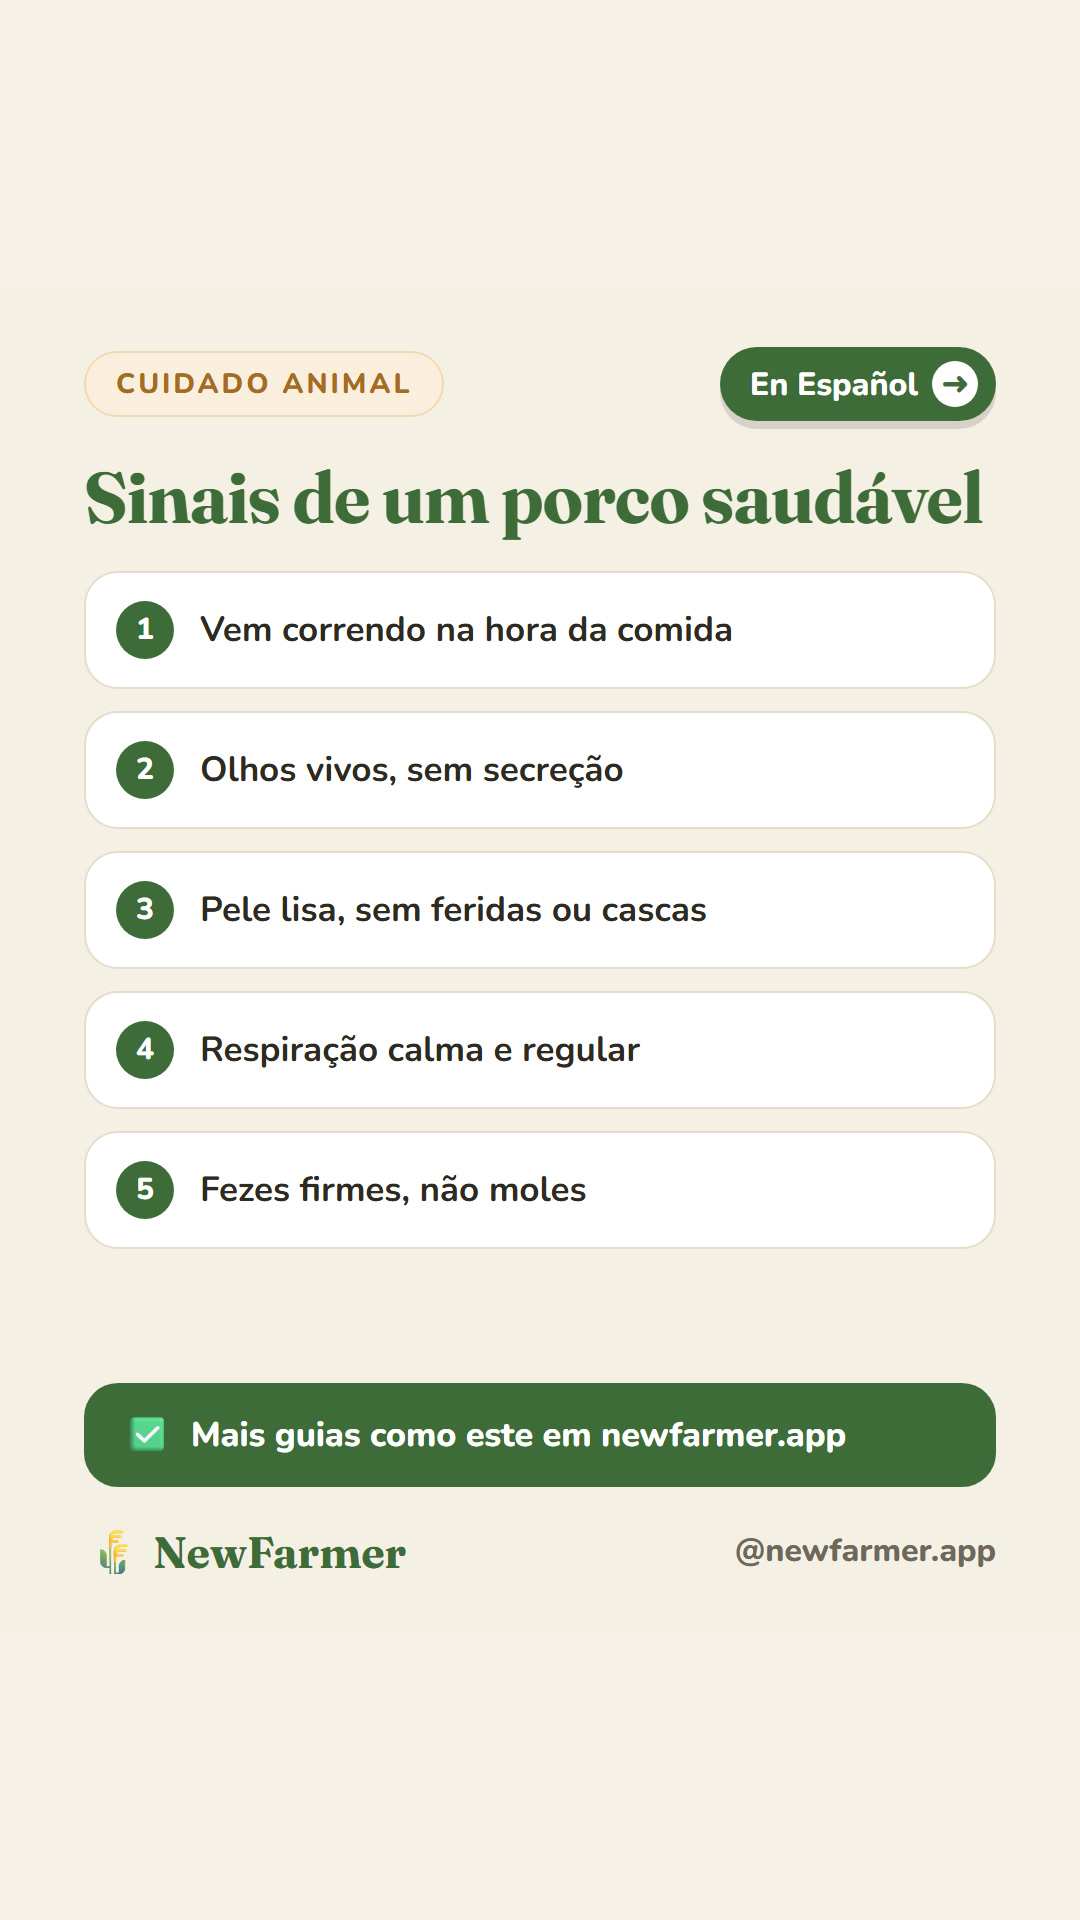 CUIDADO ANIMAL
En Español
Sinais de um porco saudável
1 Vem correndo na hora da comida
2 Olhos vivos, sem secreção
3 Pele lisa, sem feridas ou cascas
4 Respiração calma e regular
5 Fezes firmes, não moles
Mais guias como este em newfarmer.app
NewFarmer
@newfarmer.app